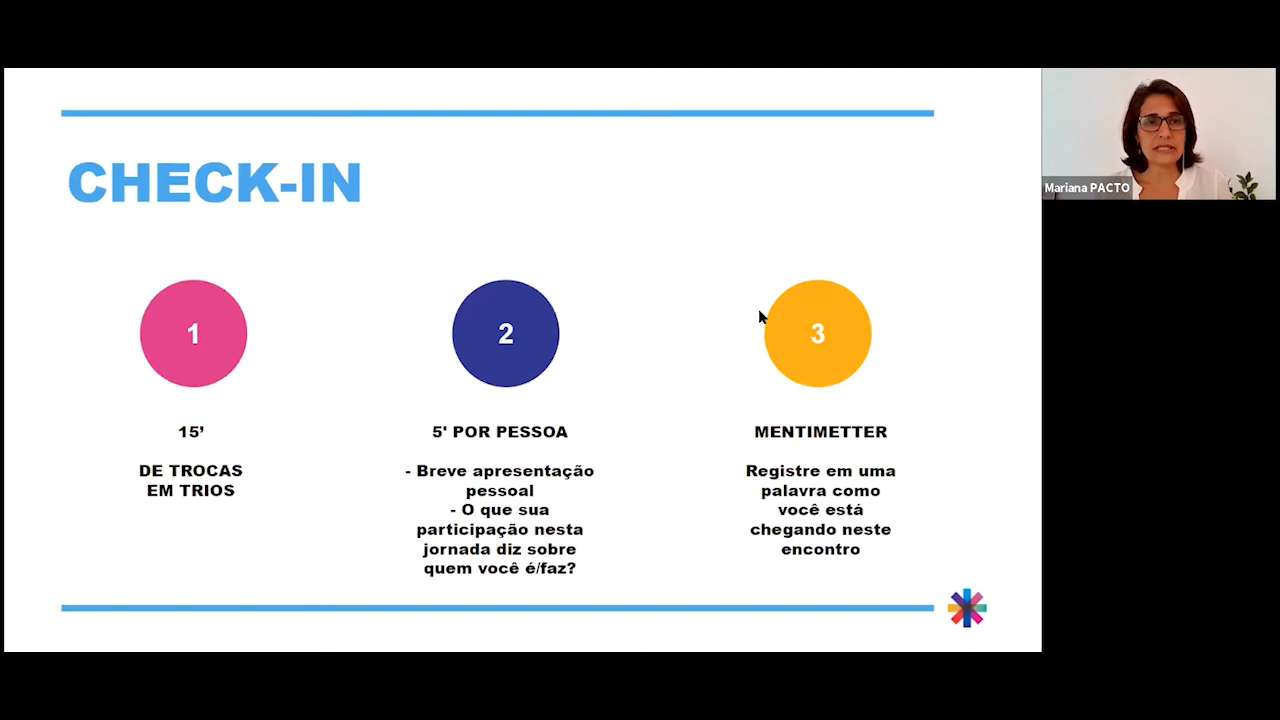 CHECK-IN
1
15’
DE TROCAS
EM TRIOS
2
5' POR PESSOA
- Breve apresentação
pessoal
- O que sua
participação nesta
jornada diz sobre
quem você é/faz?
3
MENTIMETTER
Registre em uma
palavra como
você está
chegando neste
encontro
Mariana PACTO